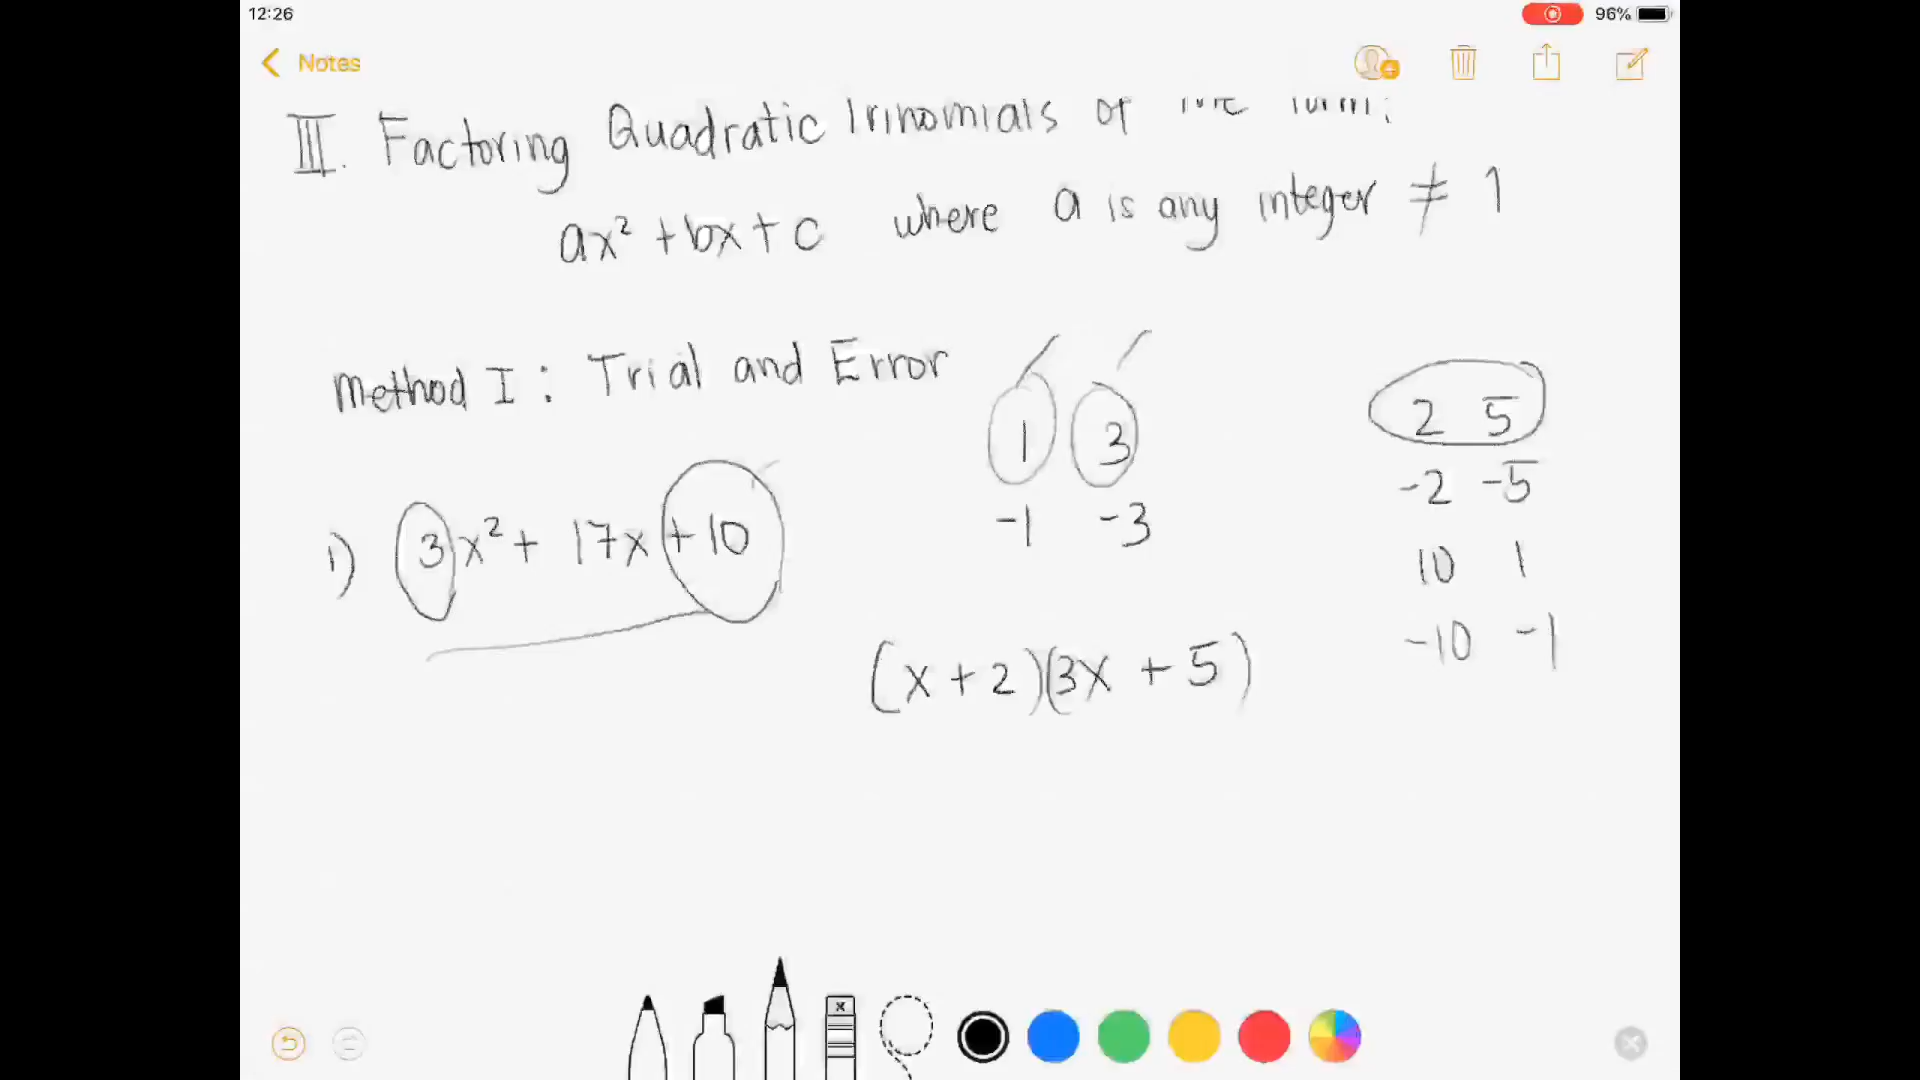 12:26
96%
Notes
III. Factoring Quadratic Trinomials of the form:
ax² + bx + c where a is any integer ≠ 1
Method I: Trial and Error
1 3
-1 -3
2 5
-2 -5
10 1
-10 -1
1) 3x² + 17x + 10
(x + 2)(3x + 5)